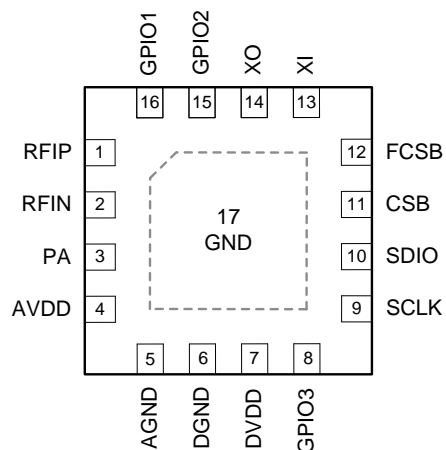 GPIO1
GPIO2
XO
XI
16
15
14
13
RFIP
1
12
FCSB
RFIN
2
11
CSB
17
GND
PA
3
10
SDIO
AVDD
4
9
SCLK
5
6
7
8
AGND
DGND
DVDD
GPIO3